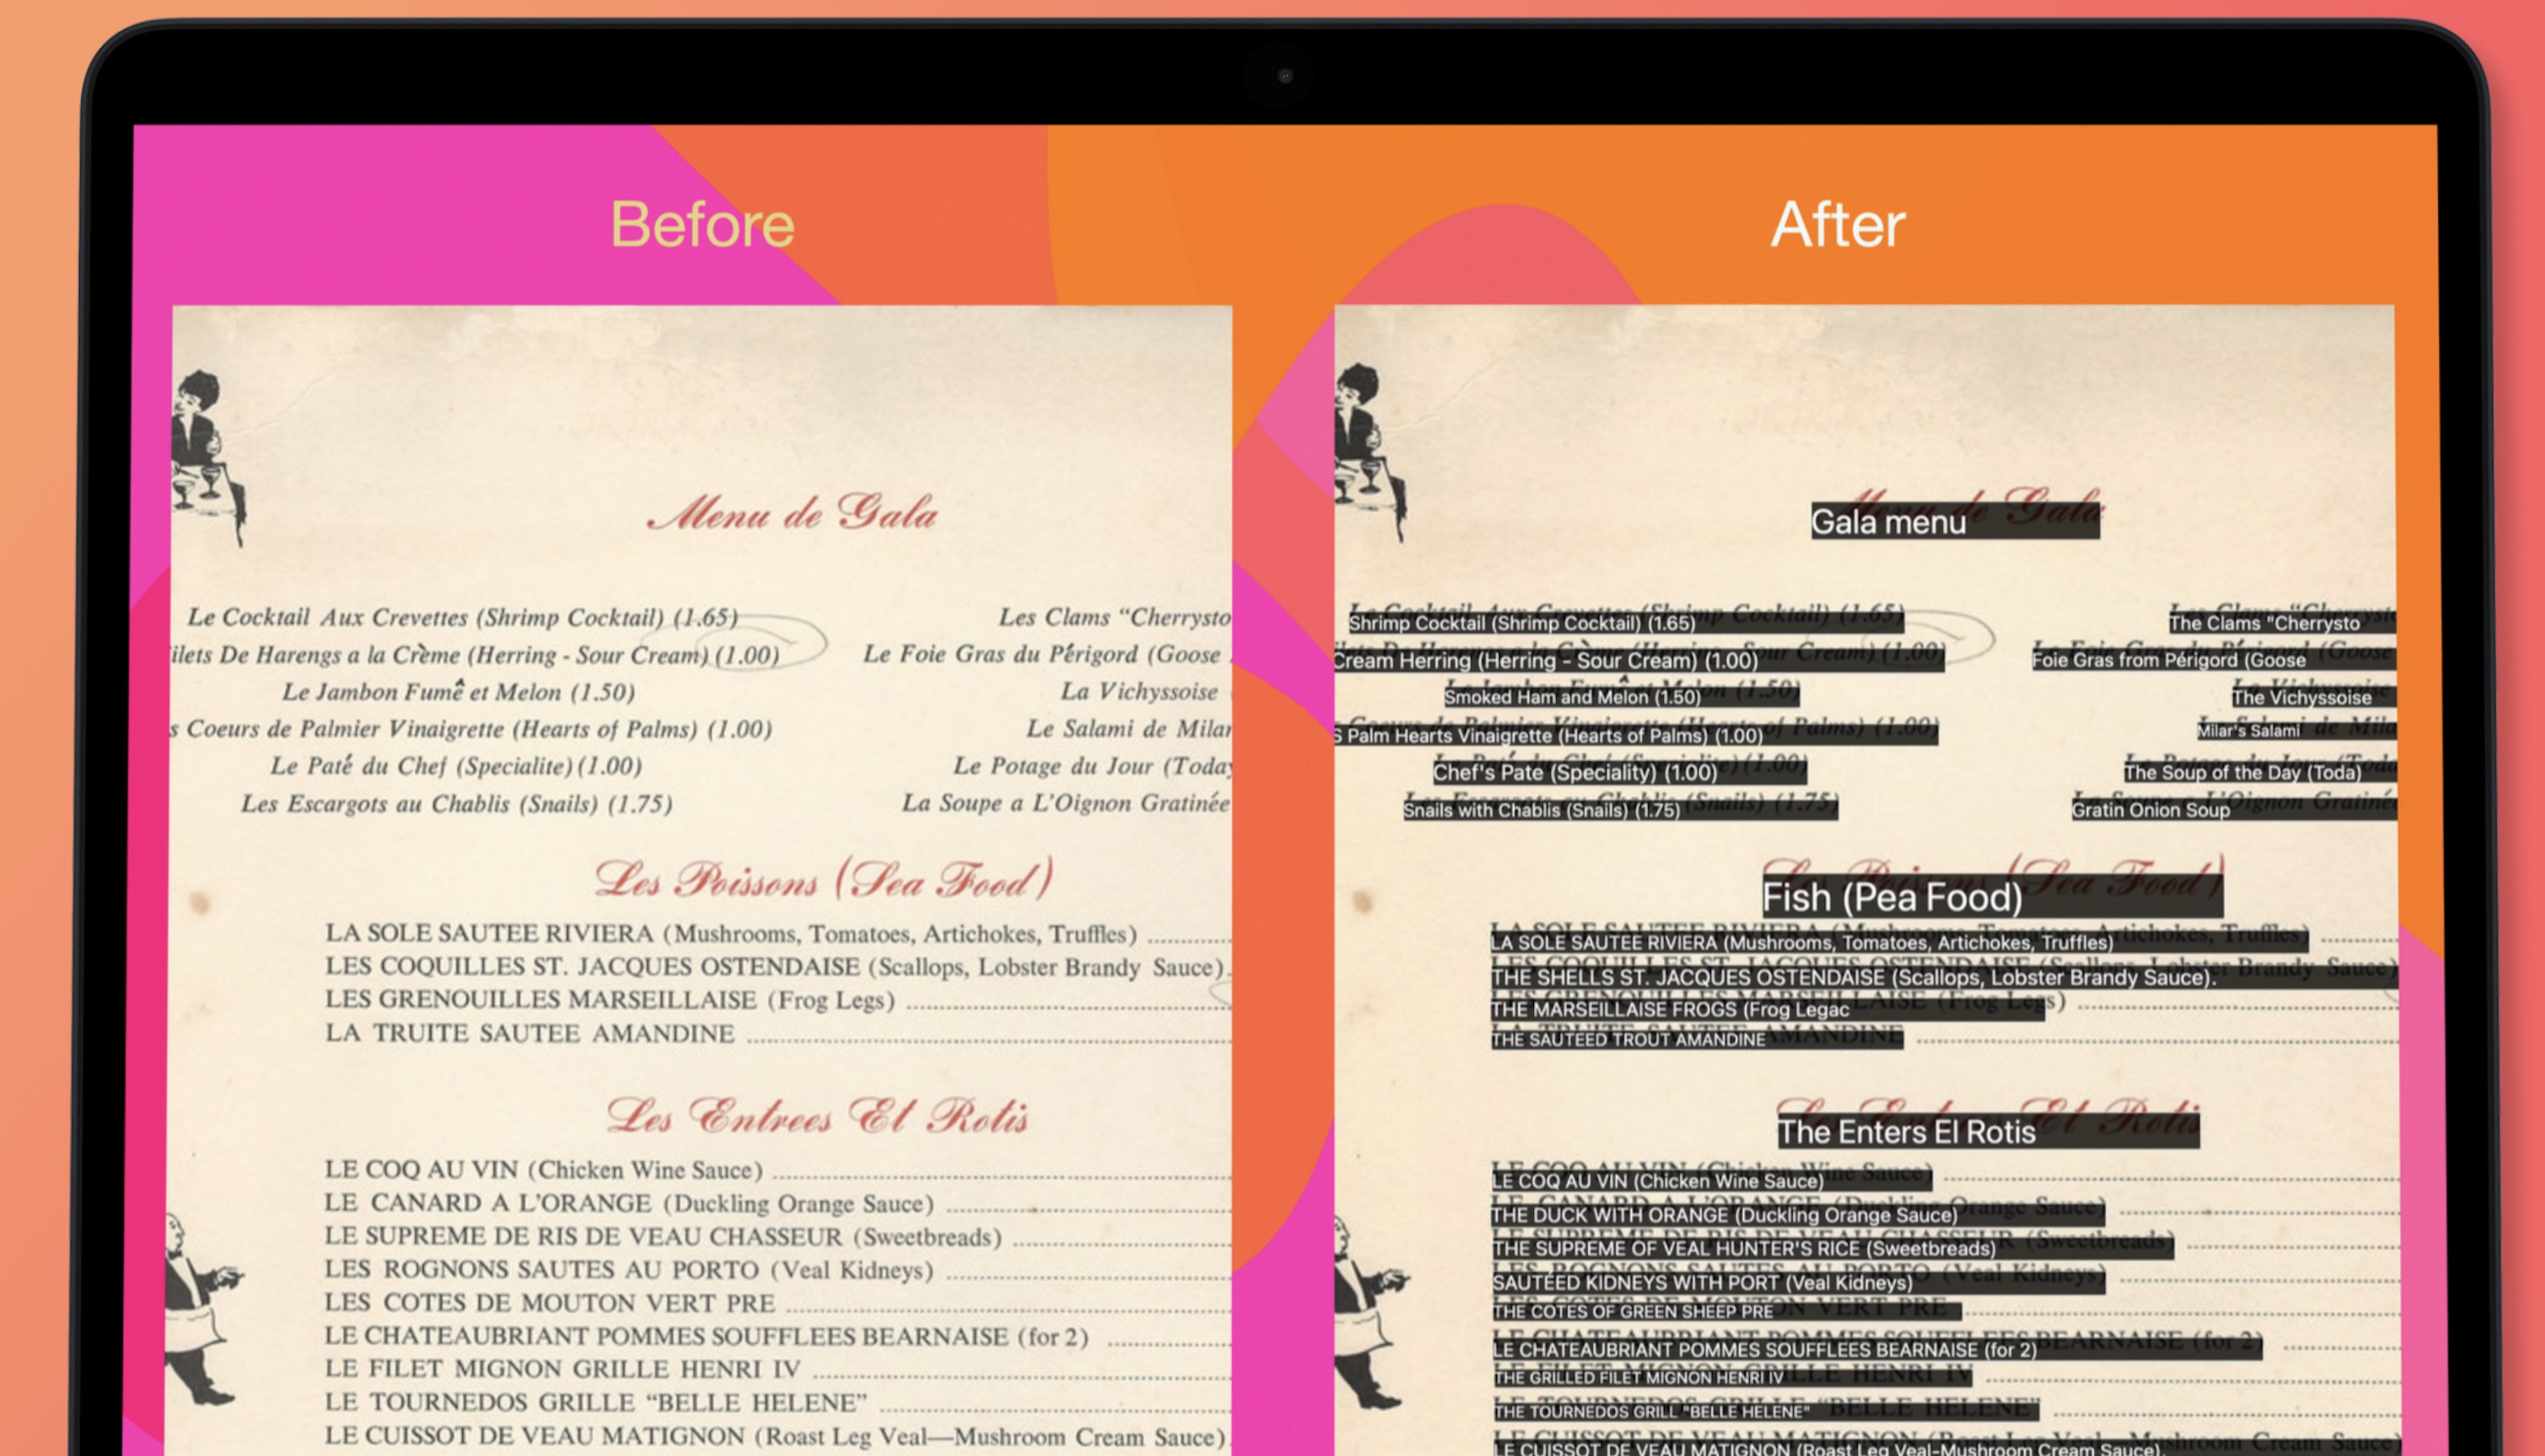 Before
Menu de Gala
Le Cocktail Aux Crevettes (Shrimp Cocktail) (1.65)
ilets De Harengs a la Crème (Herring - Sour Cream) (1.00)
Le Jambon Fumê et Melon (1.50)
s Coeurs de Palmier Vinaigrette (Hearts of Palms) (1.00)
Le Paté du Chef (Specialite) (1.00)
Les Escargots au Chablis (Snails) (1.75)
Les Clams “Cherrysto
Le Foie Gras du Périgord (Goose
La Vichyssoise
Le Salami de Milan
Le Potage du Jour (Today
La Soupe a L’Oignon Gratinée
Les Poissons (Sea Food)
LA SOLE SAUTEE RIVIERA (Mushrooms, Tomatoes, Artichokes, Truffles)
LES COQUILLES ST. JACQUES OSTENDAISE (Scallops, Lobster Brandy Sauce)
LES GRENOUILLES MARSEILLAISE (Frog Legs)
LA TRUITE SAUTEE AMANDINE
Les Entrees Et Rotis
LE COQ AU VIN (Chicken Wine Sauce)
LE CANARD A L’ORANGE (Duckling Orange Sauce)
LE SUPREME DE RIS DE VEAU CHASSEUR (Sweetbreads)
LES ROGNONS SAUTES AU PORTO (Veal Kidneys)
LES COTES DE MOUTON VERT PRE
LE CHATEAUBRIANT POMMES SOUFFLEES BEARNAISE (for 2)
LE FILET MIGNON GRILLE HENRI IV
LE TOURNEDOS GRILLE “BELLE HELENE”
LE CUISSOT DE VEAU MATIGNON (Roast Leg Veal—Mushroom Cream Sauce)
After
Gala menu
Shrimp Cocktail (Shrimp Cocktail) (1.65)
Cream Herring (Herring - Sour Cream) (1.00)
Smoked Ham and Melon (1.50)
S Palm Hearts Vinaigrette (Hearts of Palms) (1.00)
Chef's Pate (Speciality) (1.00)
Snails with Chablis (Snails) (1.75)
The Clams "Cherrysto
Foie Gras from Périgord (Goose
The Vichyssoise
Milar's Salami
The Soup of the Day (Toda)
Gratin Onion Soup
Fish (Pea Food)
LA SOLE SAUTEE RIVIERA (Mushrooms, Tomatoes, Artichokes, Truffles)
THE SHELLS ST. JACQUES OSTENDAISE (Scallops, Lobster Brandy Sauce).
THE MARSEILLAISE FROGS (Frog Legac
THE SAUTEED TROUT AMANDINE
The Enters El Rotis
LE COQ AU VIN (Chicken Wine Sauce)
THE DUCK WITH ORANGE (Duckling Orange Sauce)
THE SUPREME OF VEAL HUNTER'S RICE (Sweetbreads)
SAUTÉED KIDNEYS WITH PORT (Veal Kidneys)
THE COTES OF GREEN SHEEP PRE
LE CHATEAUBRIANT POMMES SOUFFLEES BEARNAISE (for 2)
THE GRILLED FILET MIGNON HENRI IV
THE TOURNEDOS GRILL "BELLE HELENE"
LE CUISSOT DE VEAU MATIGNON (Roast Leg Veal-Mushroom Cream Sauce).